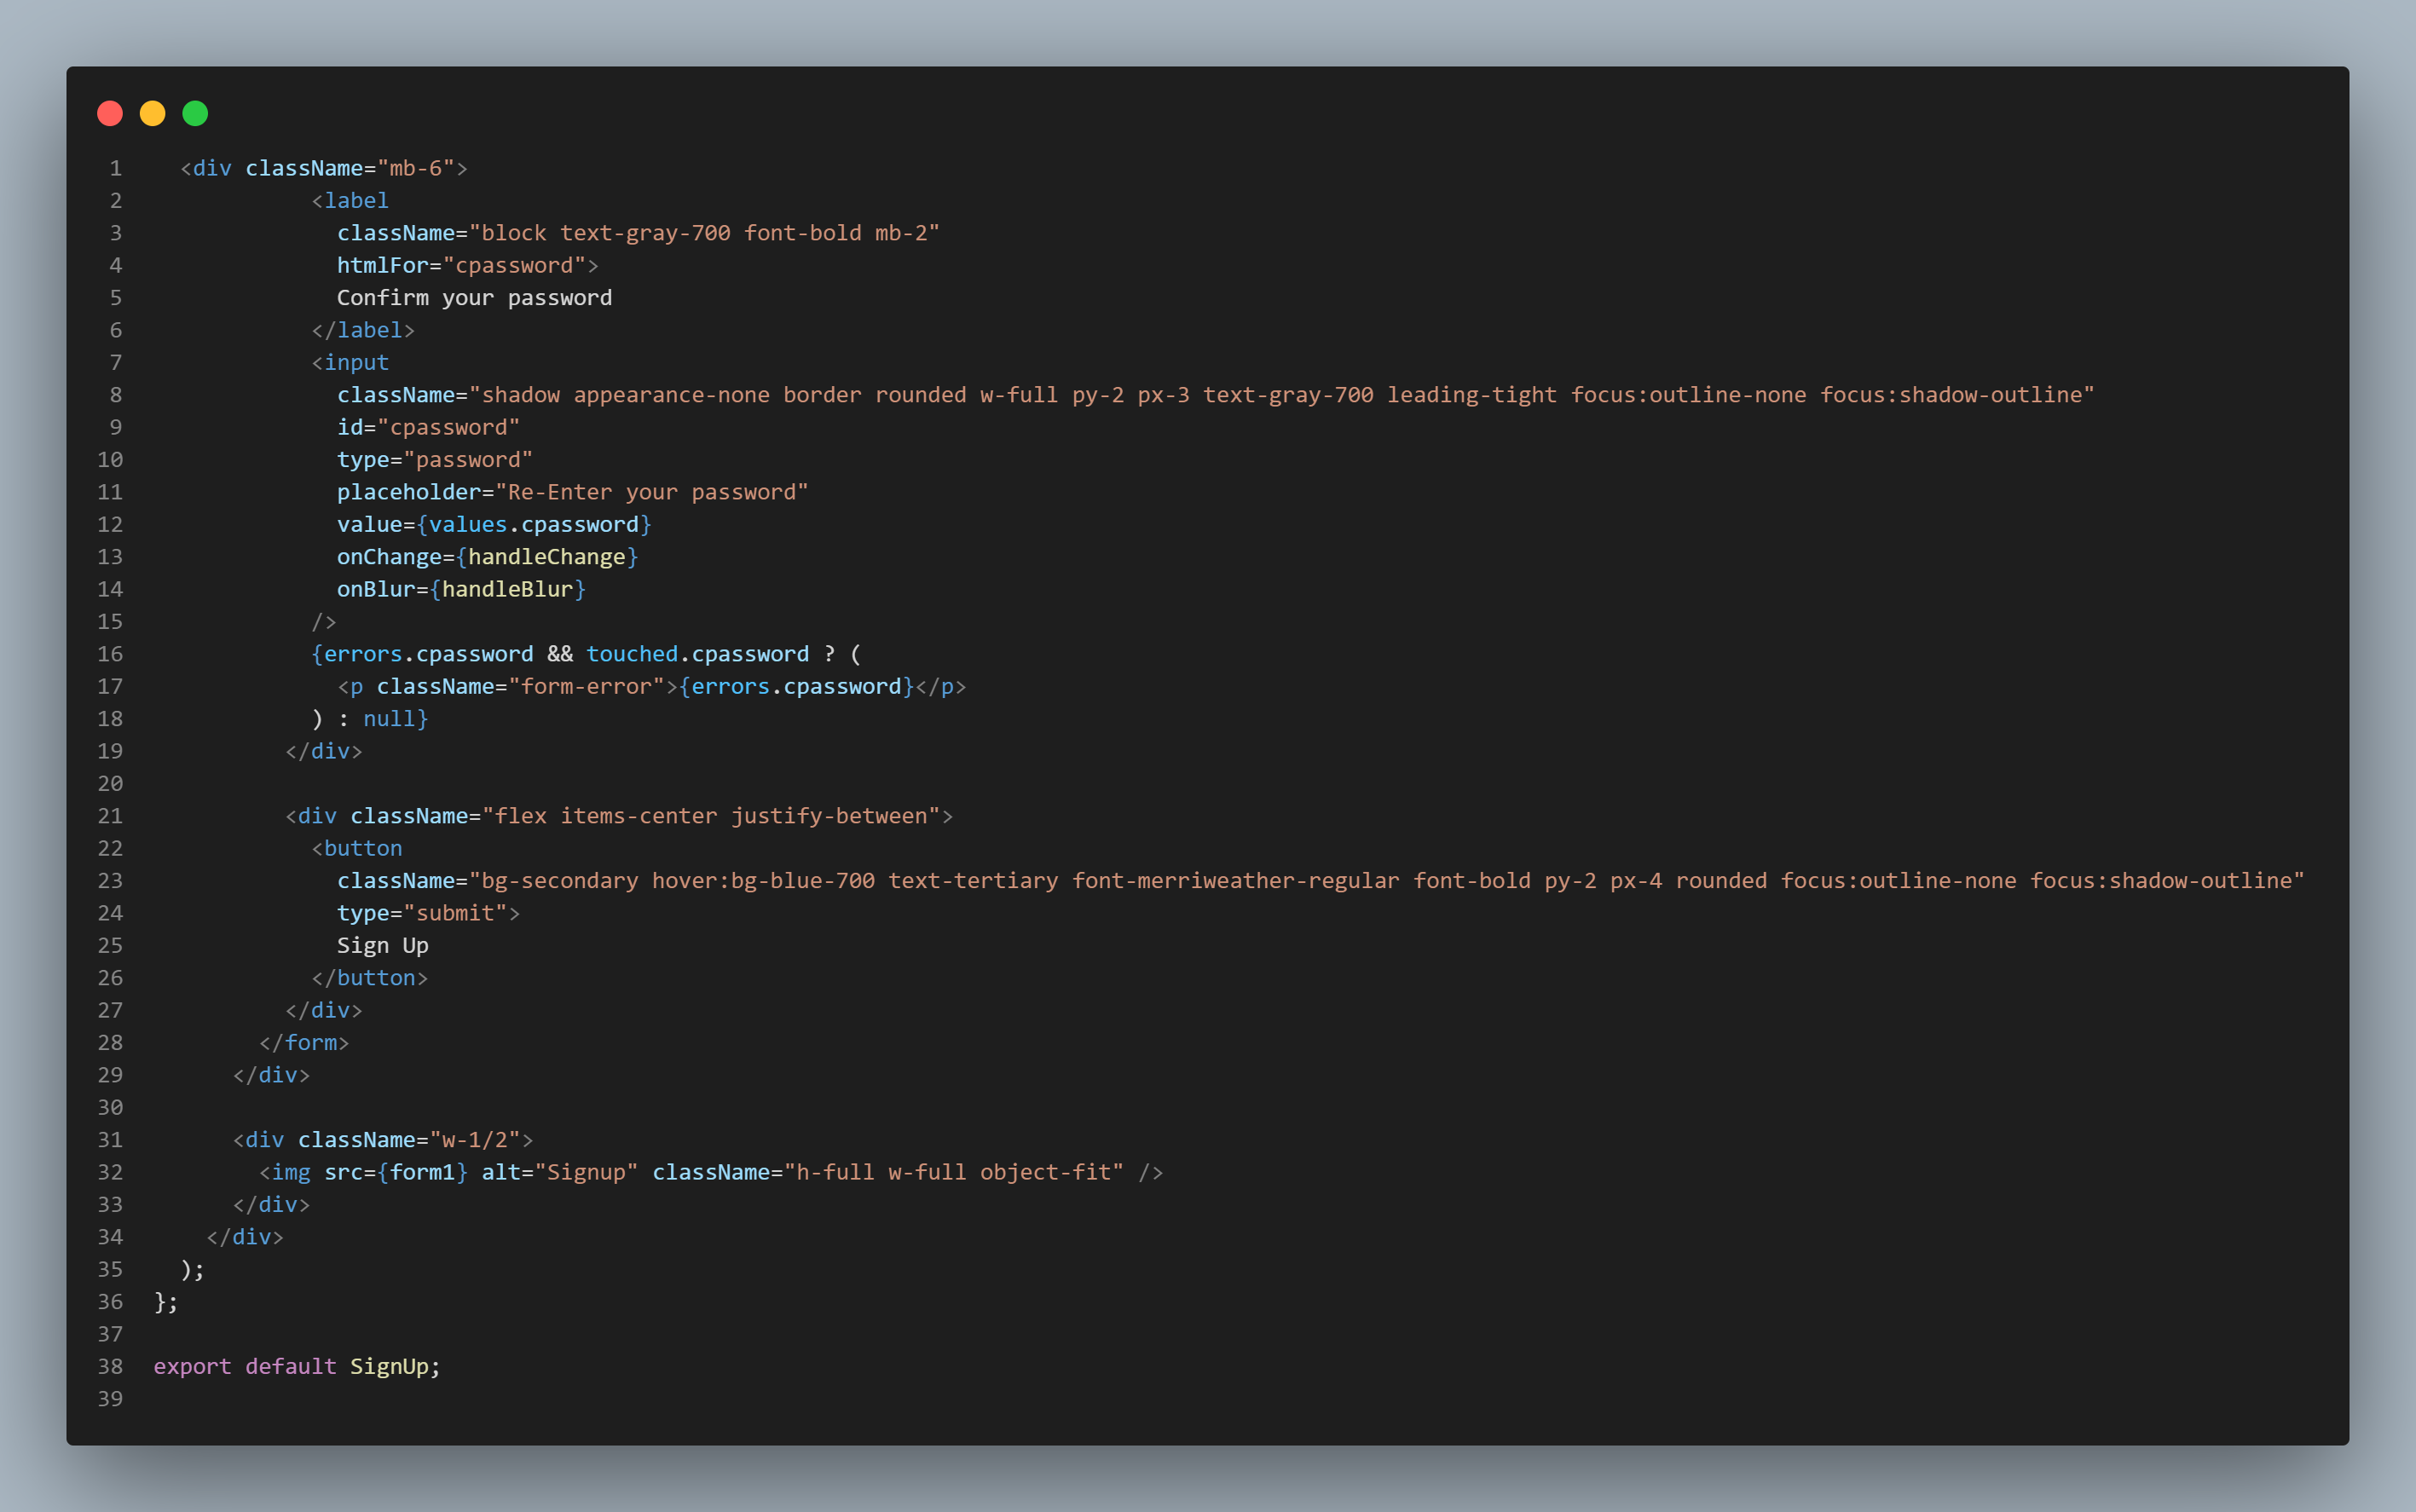 1 <div className="mb-6">
2 <label
3 className="block text-gray-700 font-bold mb-2"
4 htmlFor="cpassword">
5 Confirm your password
6 </label>
7 <input
8 className="shadow appearance-none border rounded w-full py-2 px-3 text-gray-700 leading-tight focus:outline-none focus:shadow-outline"
9 id="cpassword"
10 type="password"
11 placeholder="Re-Enter your password"
12 value={values.cpassword}
13 onChange={handleChange}
14 onBlur={handleBlur}
15 />
16 {errors.cpassword && touched.cpassword ? (
17 <p className="form-error">{errors.cpassword}</p>
18 ) : null}
19 </div>
20
21 <div className="flex items-center justify-between">
22 <button
23 className="bg-secondary hover:bg-blue-700 text-tertiary font-merriweather-regular font-bold py-2 px-4 rounded focus:outline-none focus:shadow-outline"
24 type="submit">
25 Sign Up
26 </button>
27 </div>
28 </form>
29 </div>
30
31 <div className="w-1/2">
32 <img src={form1} alt="Signup" className="h-full w-full object-fit" />
33 </div>
34 </div>
35 );
36 };
37
38 export default SignUp;
39